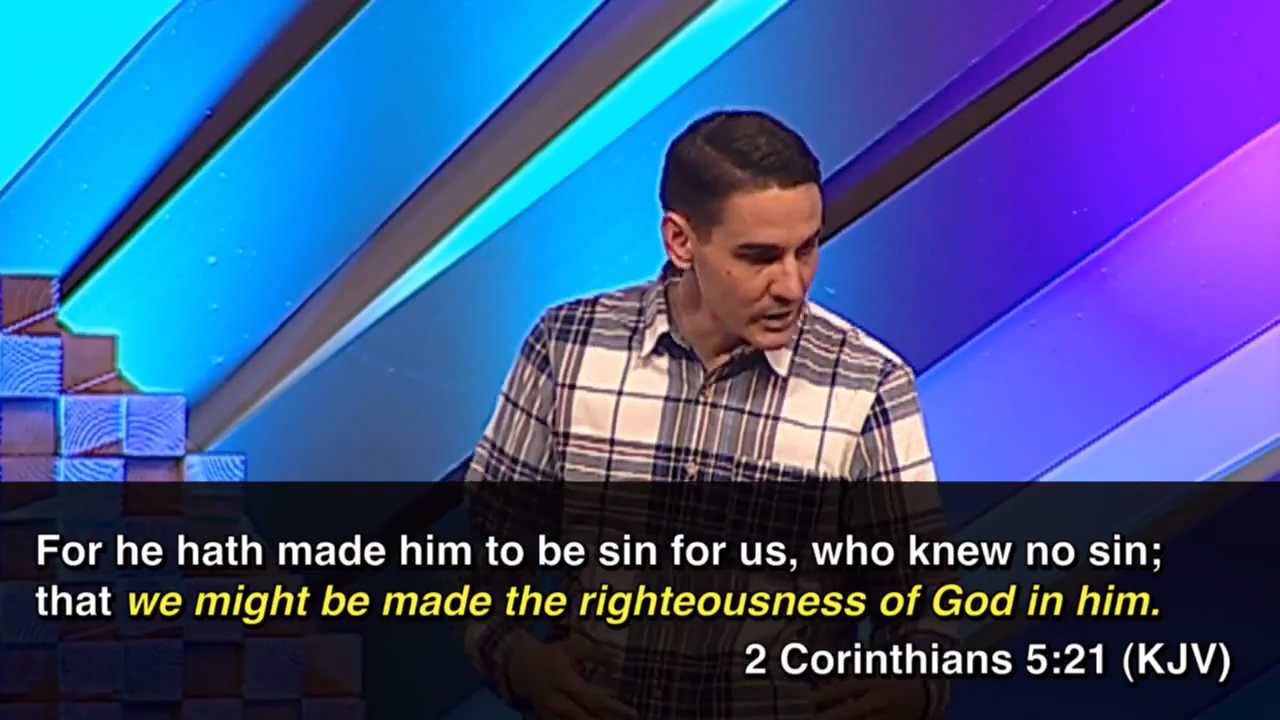 For he hath made him to be sin for us, who knew no sin;
that we might be made the righteousness of God in him.
2 Corinthians 5:21 (KJV)